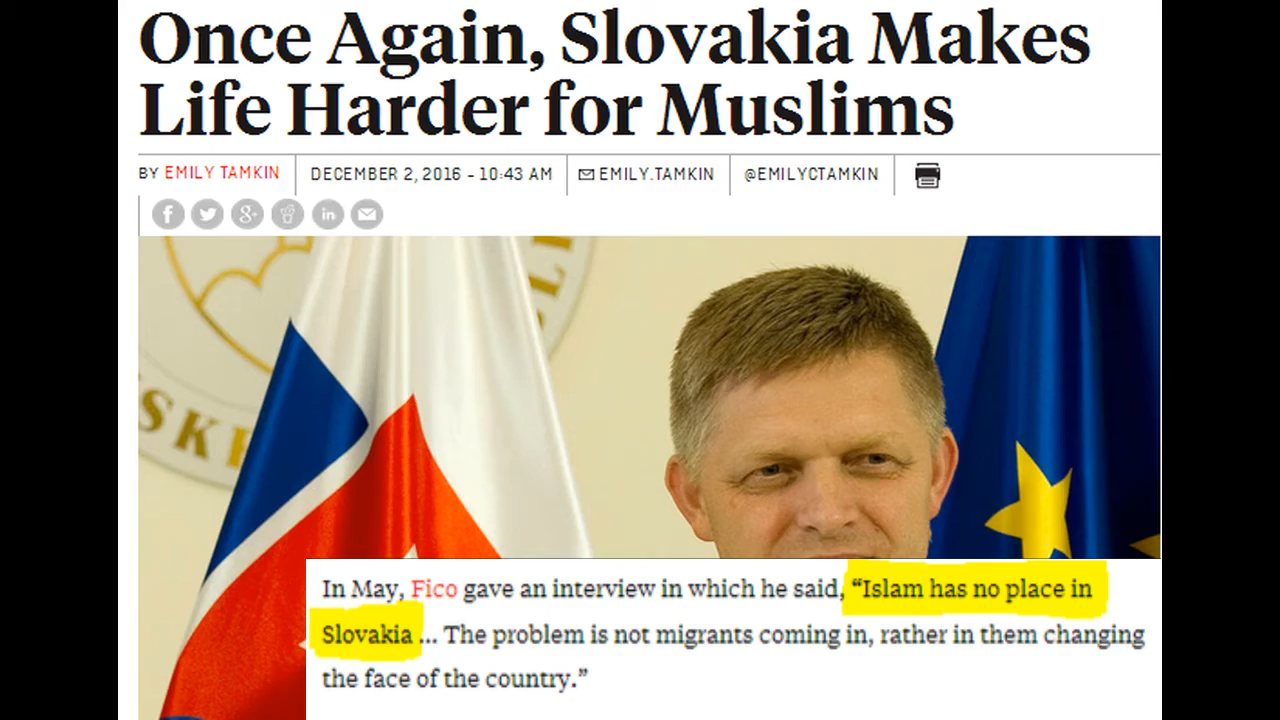 Once Again, Slovakia Makes
Life Harder for Muslims
BY EMILY TAMKIN
DECEMBER 2, 2016 - 10:43 AM
EMILY.TAMKIN
@EMILYCTAMKIN
f
g+
in
SKE
In May, Fico gave an interview in which he said, “Islam has no place in
Slovakia ... The problem is not migrants coming in, rather in them changing
the face of the country.”